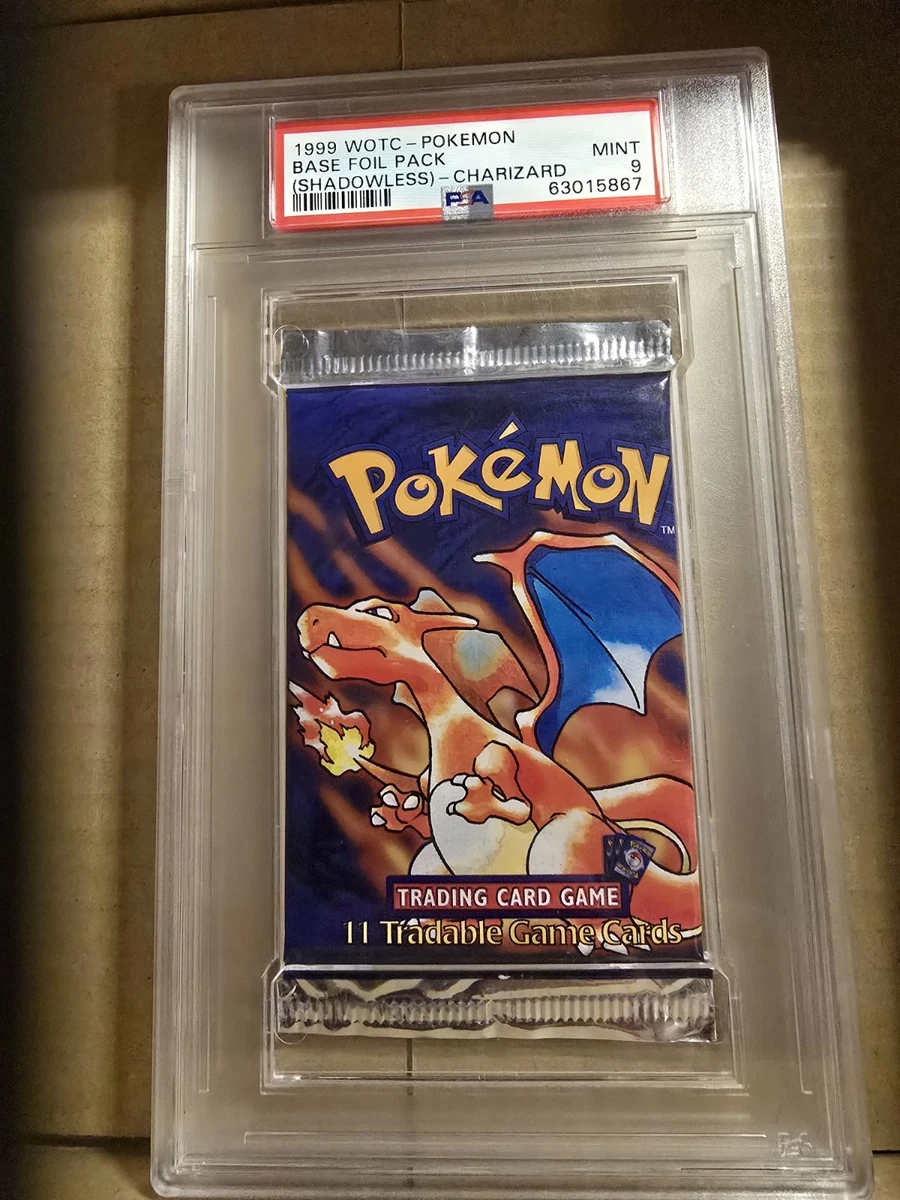 1999 WOTC – POKEMON
BASE FOIL PACK
(SHADOWLESS) – CHARIZARD
MINT
9
63015867
PSA
POKéMON
TM
TRADING CARD GAME
11 Tradable Game Cards